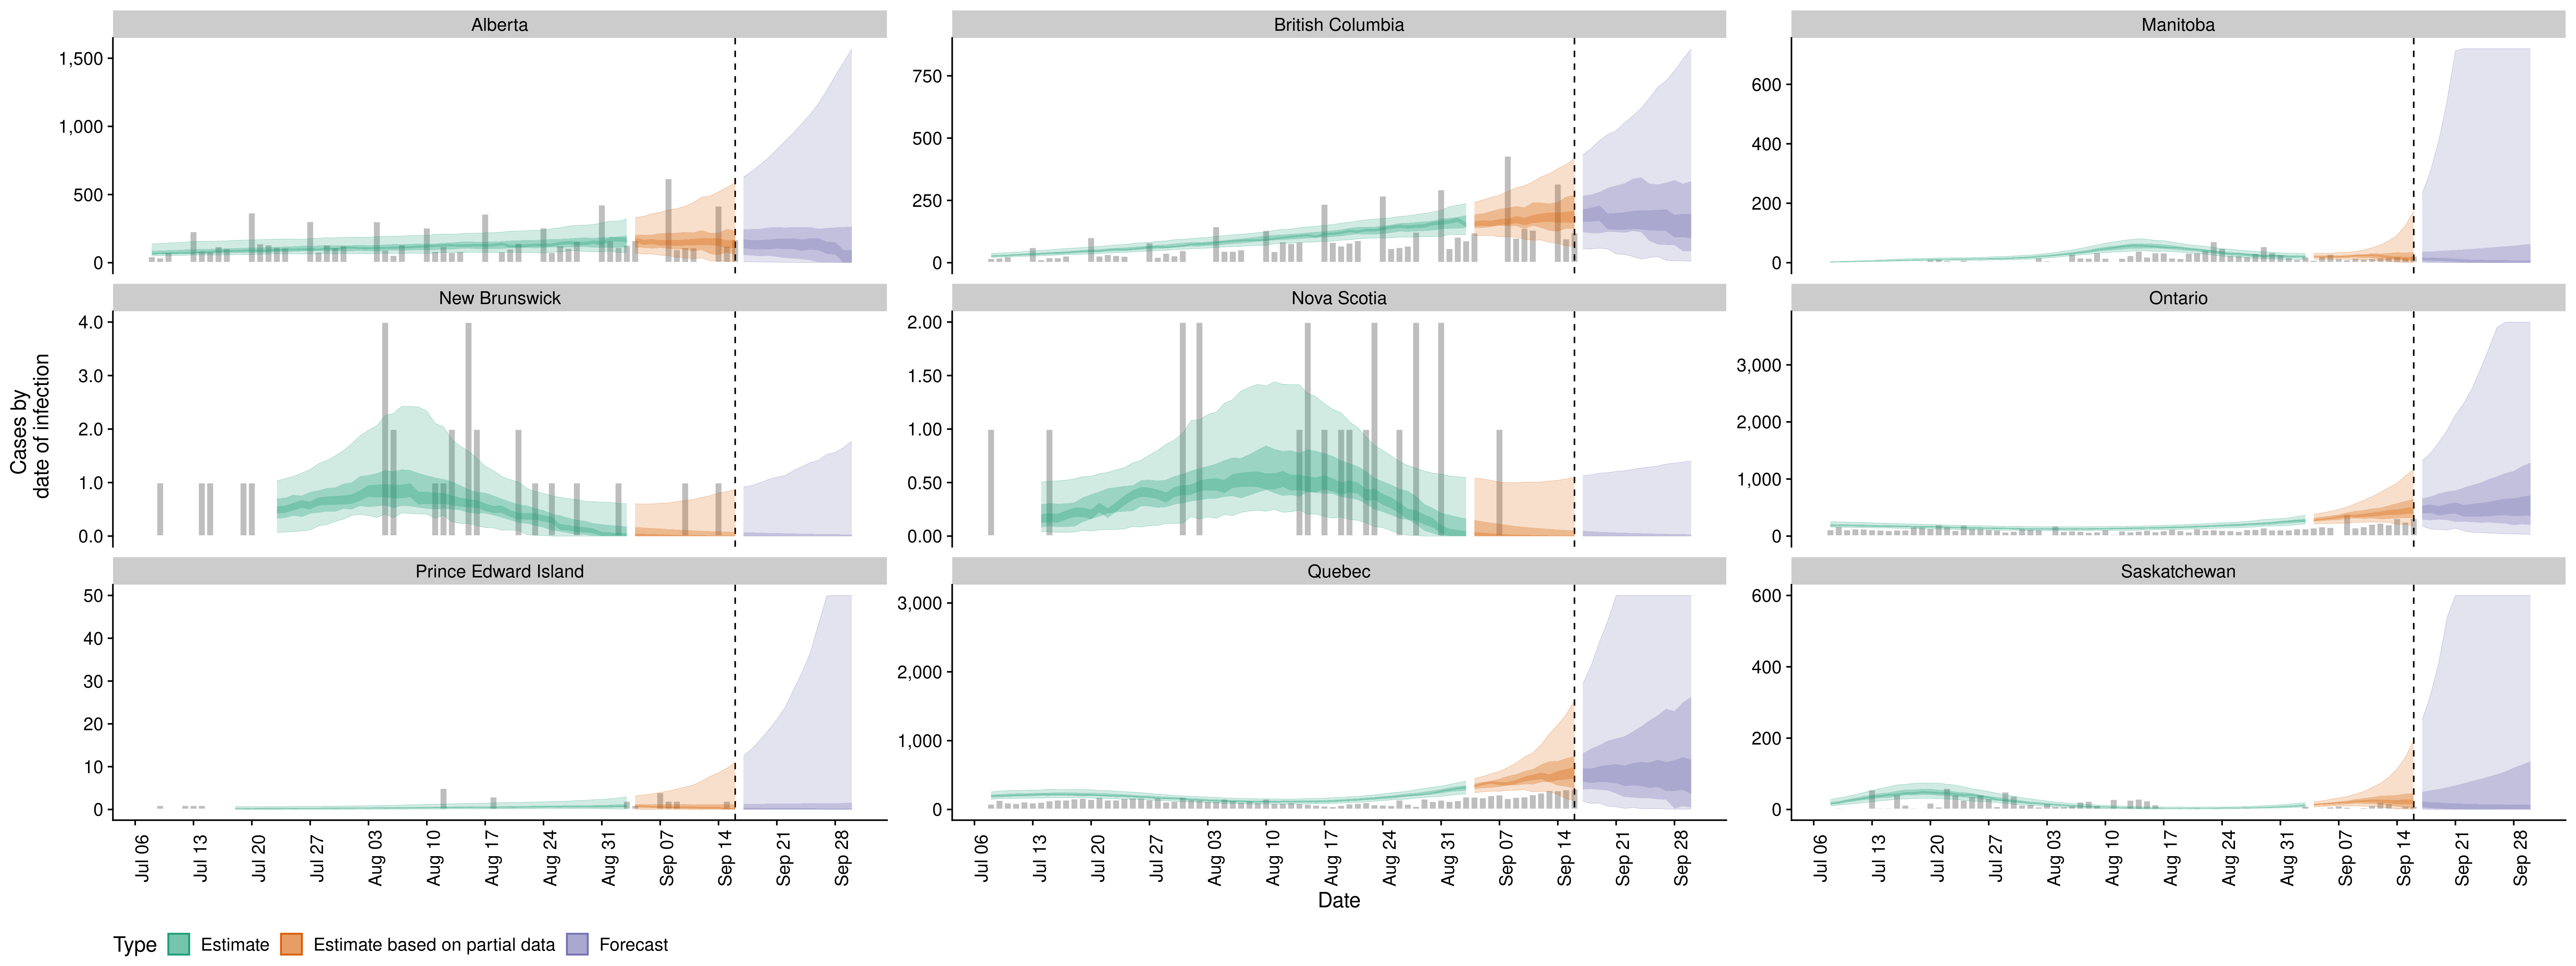 Alberta
British Columbia
Manitoba
1,500
1,000
500
0
750
500
250
0
600
400
200
0
New Brunswick
Nova Scotia
Ontario
4.0
3.0
2.0
1.0
0.0
2.00
1.50
1.00
0.50
0.00
3,000
2,000
1,000
0
Cases by
date of infection
Prince Edward Island
Quebec
Saskatchewan
50
40
30
20
10
0
3,000
2,000
1,000
0
600
400
200
0
Jul 06
Jul 13
Jul 20
Jul 27
Aug 03
Aug 10
Aug 17
Aug 24
Aug 31
Sep 07
Sep 14
Sep 21
Sep 28
Jul 06
Jul 13
Jul 20
Jul 27
Aug 03
Aug 10
Aug 17
Aug 24
Aug 31
Sep 07
Sep 14
Sep 21
Sep 28
Jul 06
Jul 13
Jul 20
Jul 27
Aug 03
Aug 10
Aug 17
Aug 24
Aug 31
Sep 07
Sep 14
Sep 21
Sep 28
Date
Type Estimate Estimate based on partial data Forecast